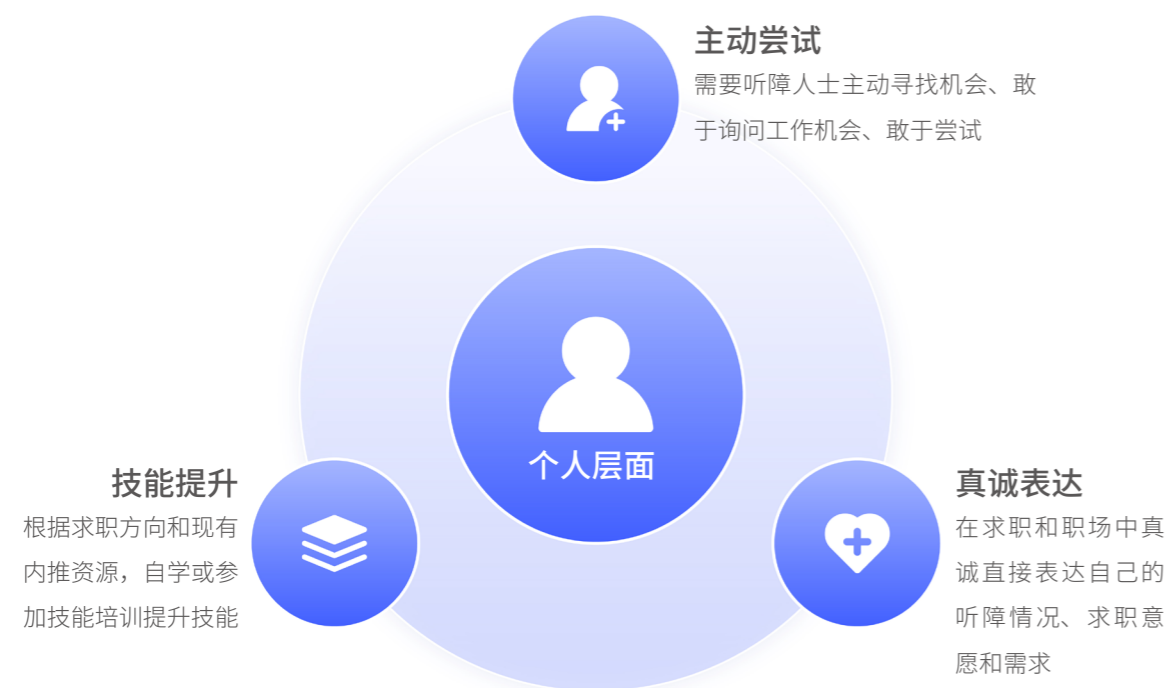 主动尝试
需要听障人士主动寻找机会、敢
于询问工作机会、敢于尝试
个人层面
技能提升
根据求职方向和现有
内推资源，自学或参
加技能培训提升技能
真诚表达
在求职和职场中真
诚直接表达自己的
听障情况、求职意
愿和需求